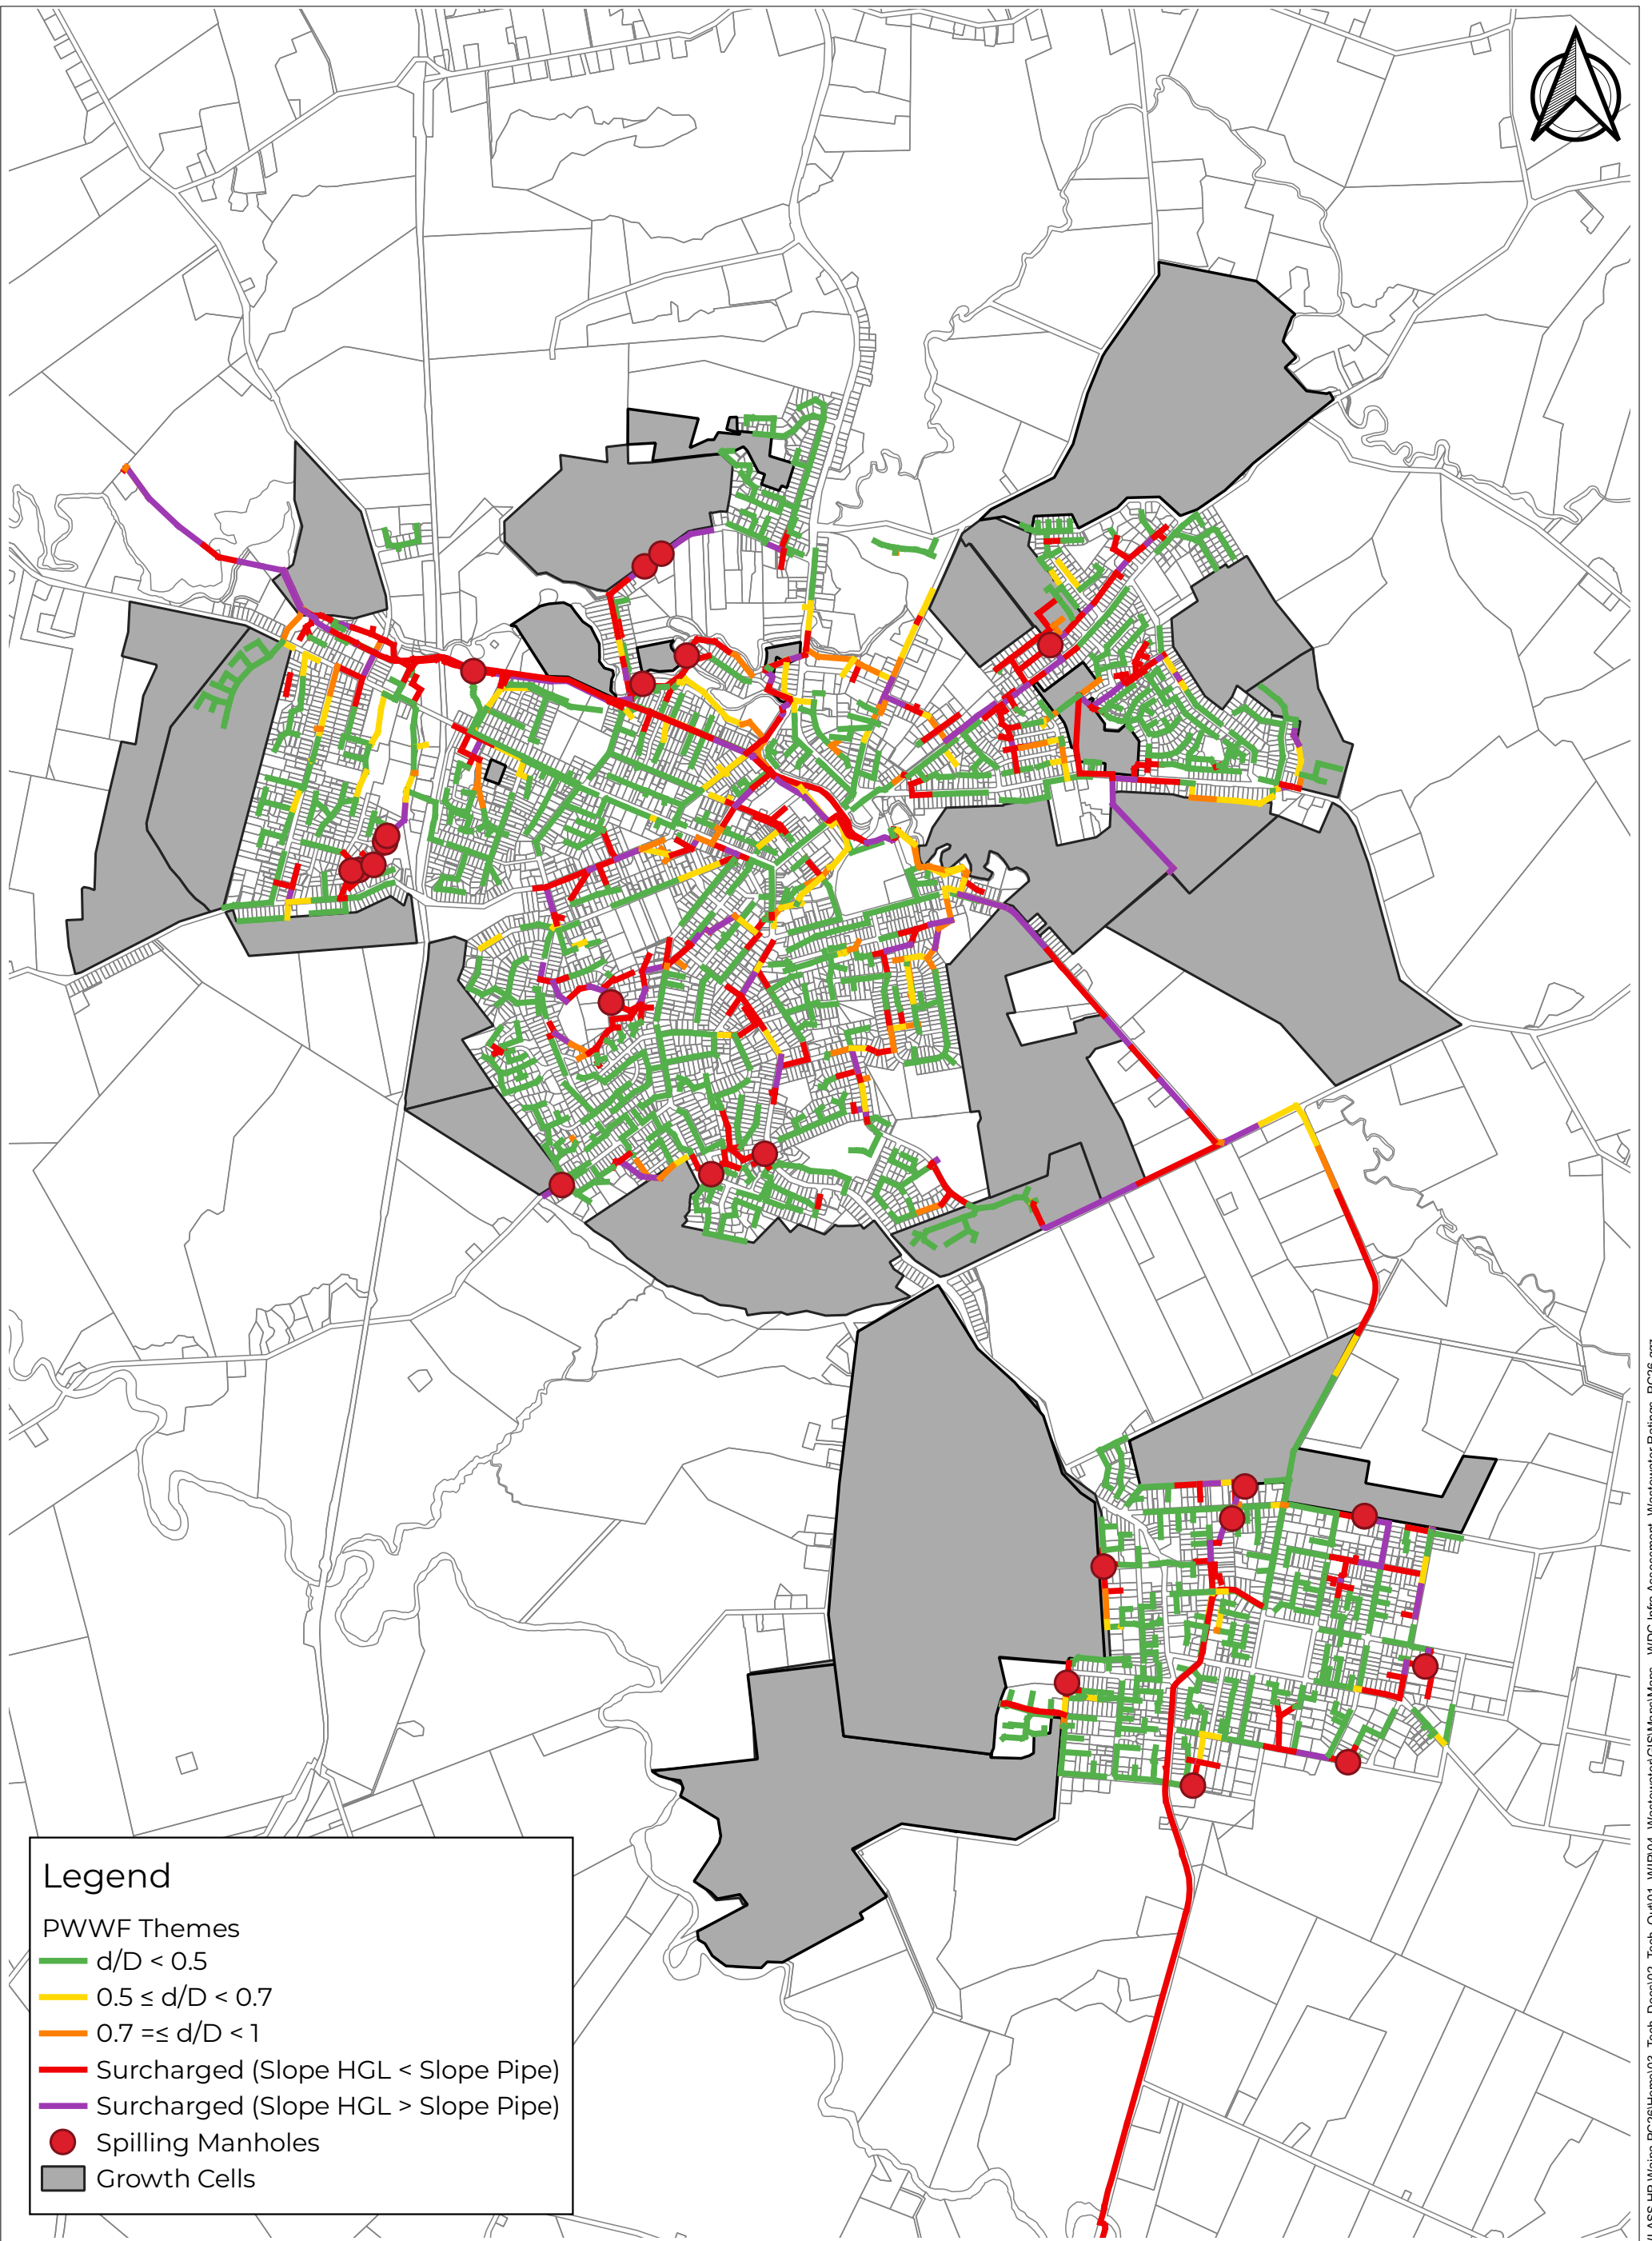 Legend
PWWF Themes
d/D < 0.5
0.5 ≤ d/D < 0.7
0.7 =≤ d/D < 1
Surcharged (Slope HGL < Slope Pipe)
Surcharged (Slope HGL > Slope Pipe)
Spilling Manholes
Growth Cells